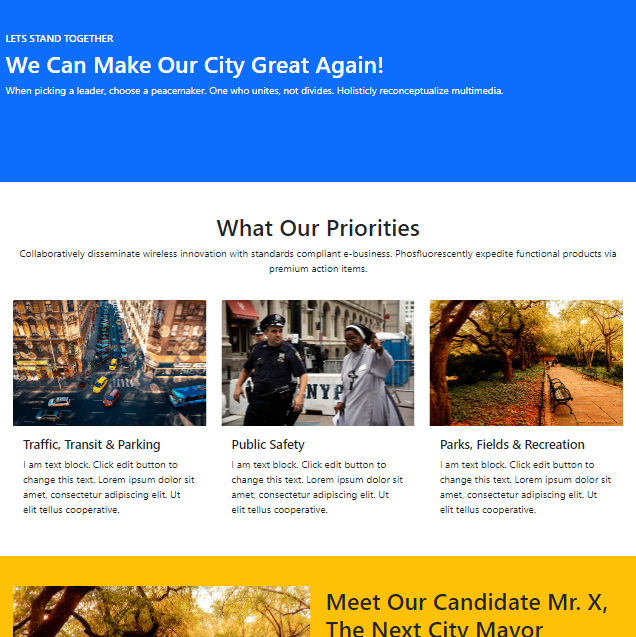 LETS STAND TOGETHER
We Can Make Our City Great Again!
When picking a leader, choose a peacemaker. One who unites, not divides. Holisticly reconceptualize multimedia.
What Our Priorities
Collaboratively disseminate wireless innovation with standards compliant e-business. Phosfluorescently expedite functional products via
premium action items.
NYP
Traffic, Transit & Parking
I am text block. Click edit button to
change this text. Lorem ipsum dolor sit
amet, consectetur adipiscing elit. Ut
elit tellus cooperative.
Public Safety
I am text block. Click edit button to
change this text. Lorem ipsum dolor sit
amet, consectetur adipiscing elit. Ut
elit tellus cooperative.
Parks, Fields & Recreation
I am text block. Click edit button to
change this text. Lorem ipsum dolor sit
amet, consectetur adipiscing elit. Ut
elit tellus cooperative.
Meet Our Candidate Mr. X,
The Next City Mayor